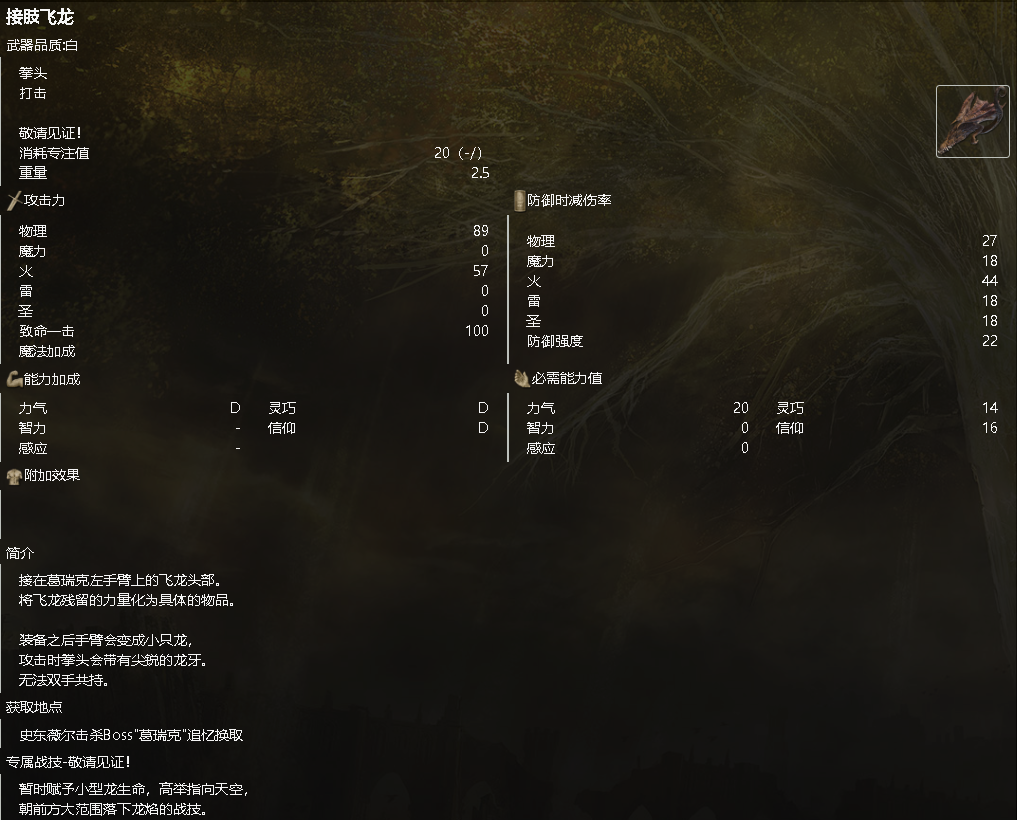 接肢飞龙
武器品质:白
拳头
打击
敬请见证!
消耗专注值 20 (-/)
重量 2.5
攻击力
物理 89
魔力 0
火 57
雷 0
圣 0
致命一击 100
魔法加成
防御时减伤率
物理 27
魔力 18
火 44
雷 18
圣 18
防御强度 22
能力加成
力气 D 灵巧 D
智力 - 信仰 D
感应 -
必需能力值
力气 20 灵巧 14
智力 0 信仰 16
感应 0
附加效果
简介
接在葛瑞克左手臂上的飞龙头部。
将飞龙残留的力量化为具体的物品。
装备之后手臂会变成小只龙，
攻击时拳头会带有尖锐的龙牙。
无法双手共持。
获取地点
史东薇尔击杀Boss"葛瑞克"追忆换取
专属战技-敬请见证!
暂时赋予小型龙生命，高举指向天空，
朝前方大范围落下龙焰的战技。